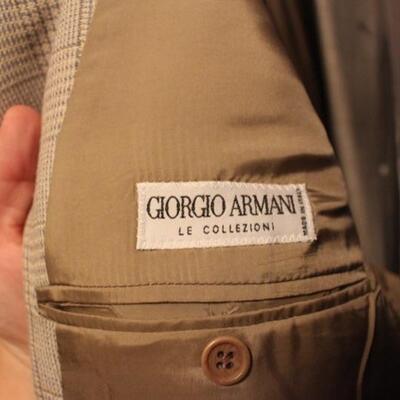 GIORGIO ARMANI
LE COLLEZIONI
MADE IN ITALY